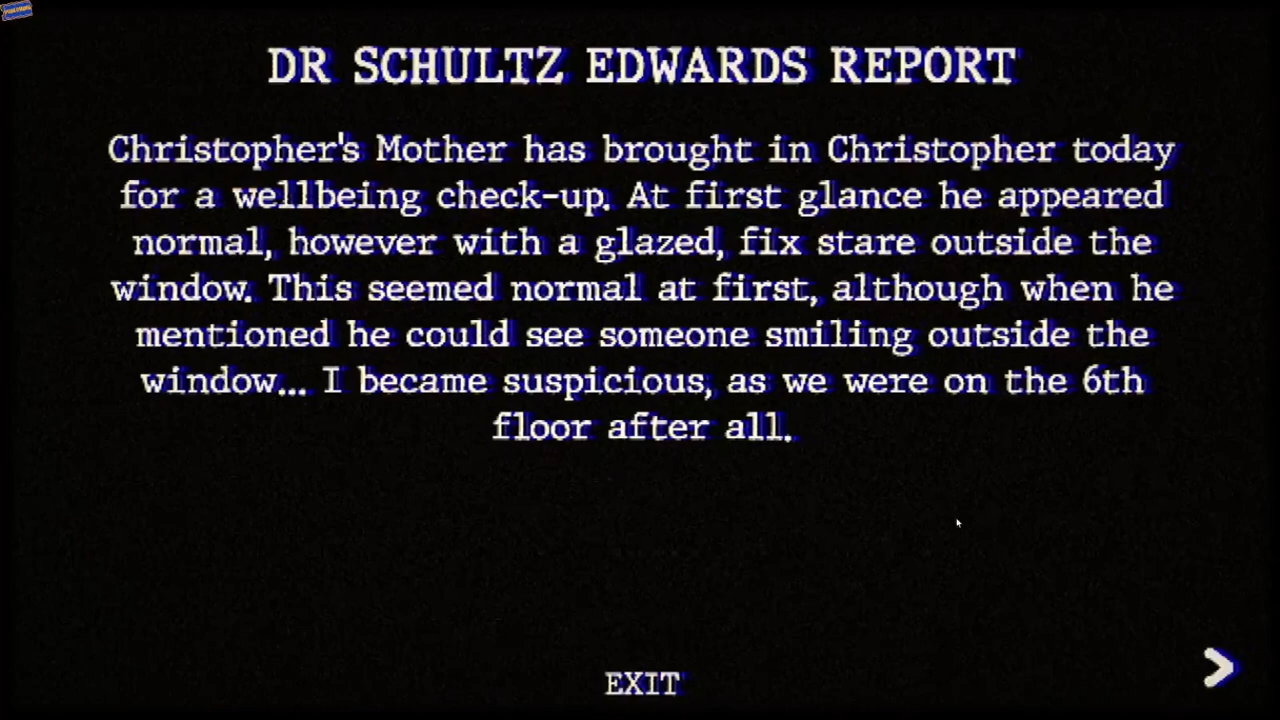 DR SCHULTZ EDWARDS REPORT
Christopher's Mother has brought in Christopher today
for a wellbeing check-up. At first glance he appeared
normal, however with a glazed, fix stare outside the
window. This seemed normal at first, although when he
mentioned he could see someone smiling outside the
window... I became suspicious, as we were on the 6th
floor after all.
EXIT